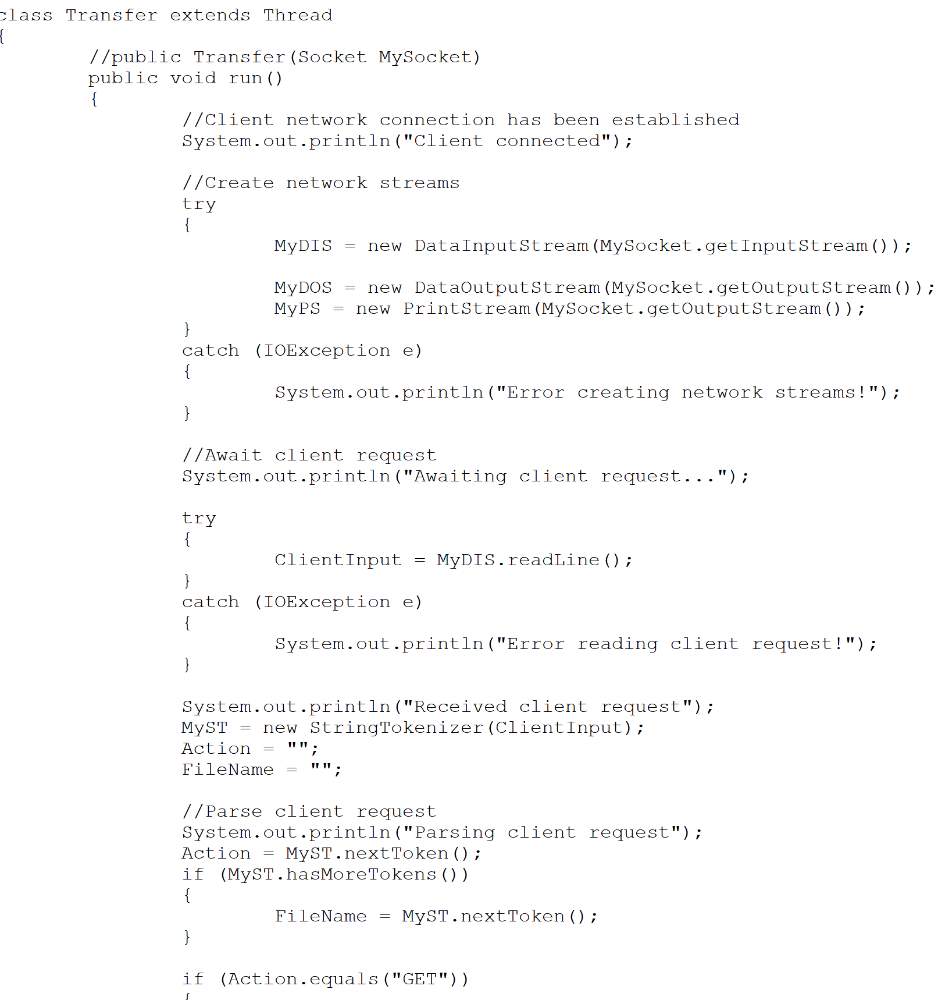 class Transfer extends Thread
{
//public Transfer(Socket MySocket)
public void run()
{
//Client network connection has been established
System.out.println("Client connected");
//Create network streams
try
{
MyDIS = new DataInputStream(MySocket.getInputStream());
MyDOS = new DataOutputStream(MySocket.getOutputStream());
MyPS = new PrintStream(MySocket.getOutputStream());
}
catch (IOException e)
{
System.out.println("Error creating network streams!");
}
//Await client request
System.out.println("Awaiting client request...");
try
{
ClientInput = MyDIS.readLine();
}
catch (IOException e)
{
System.out.println("Error reading client request!");
}
System.out.println("Received client request");
MyST = new StringTokenizer(ClientInput);
Action = "";
FileName = "";
//Parse client request
System.out.println("Parsing client request");
Action = MyST.nextToken();
if (MyST.hasMoreTokens())
{
FileName = MyST.nextToken();
}
if (Action.equals("GET"))
{